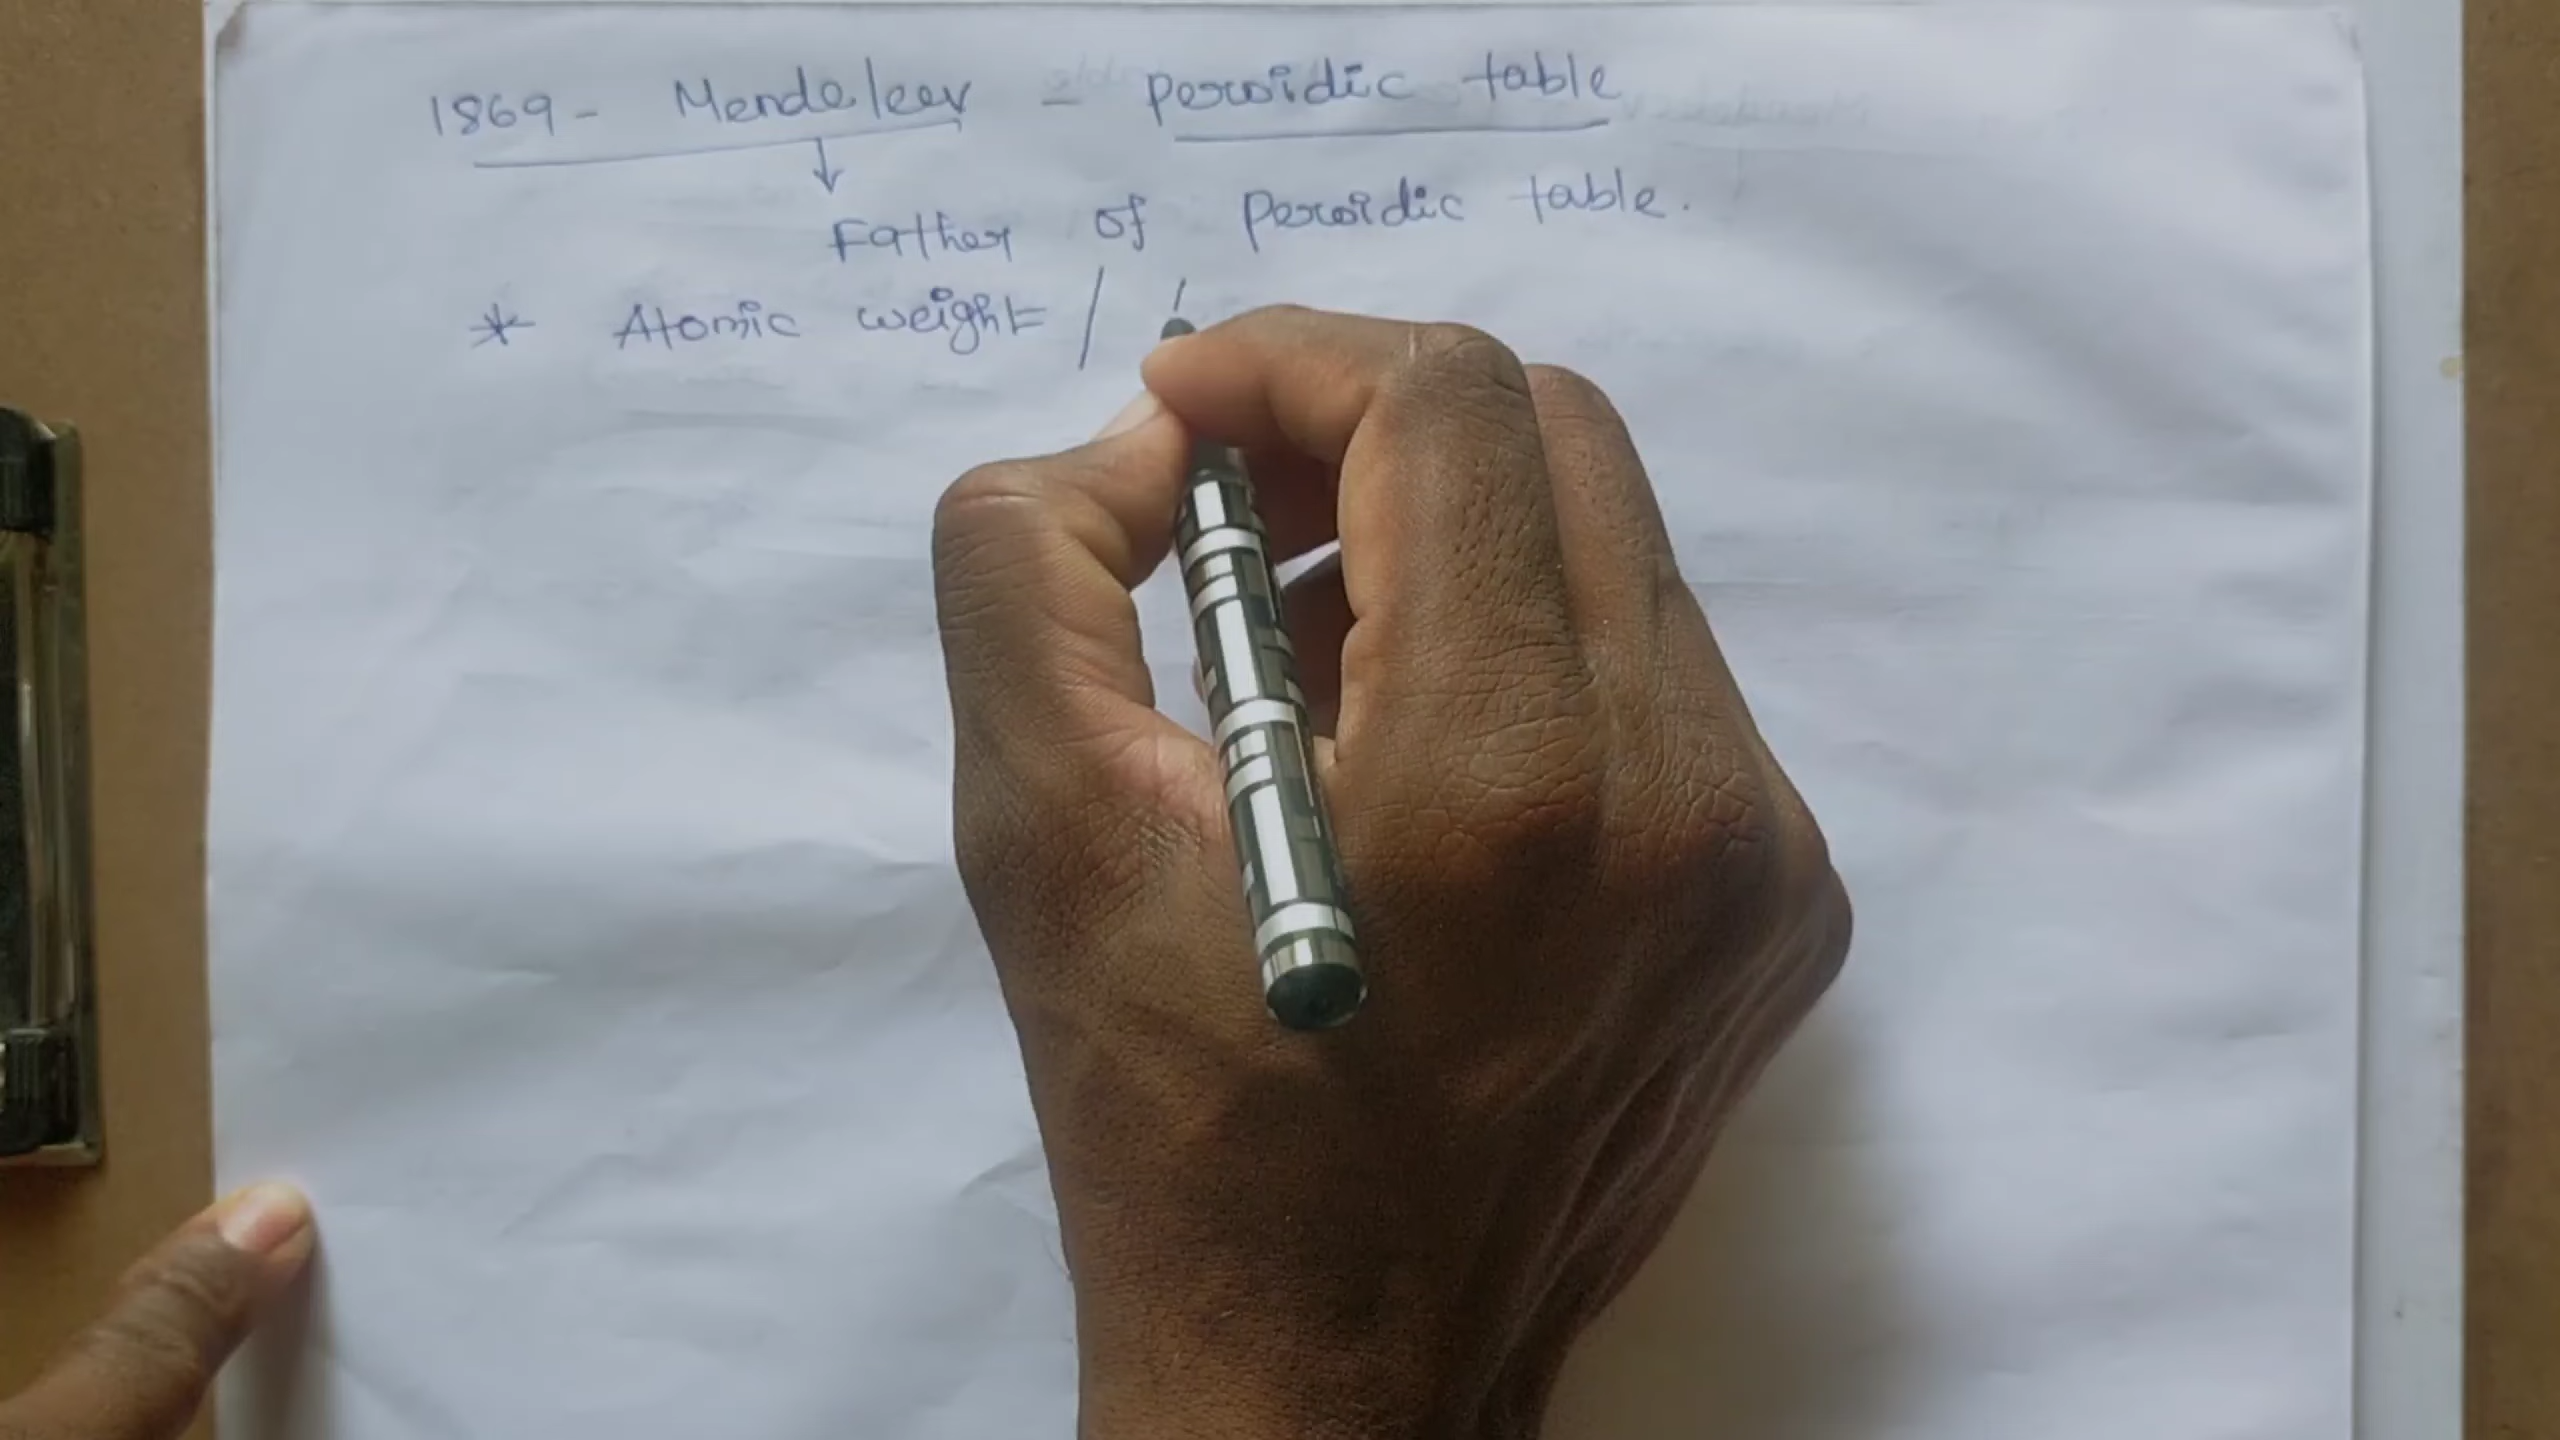 1869 - Mendeleev - peroidic table
Father of Peroidic table.
* Atomic weight /